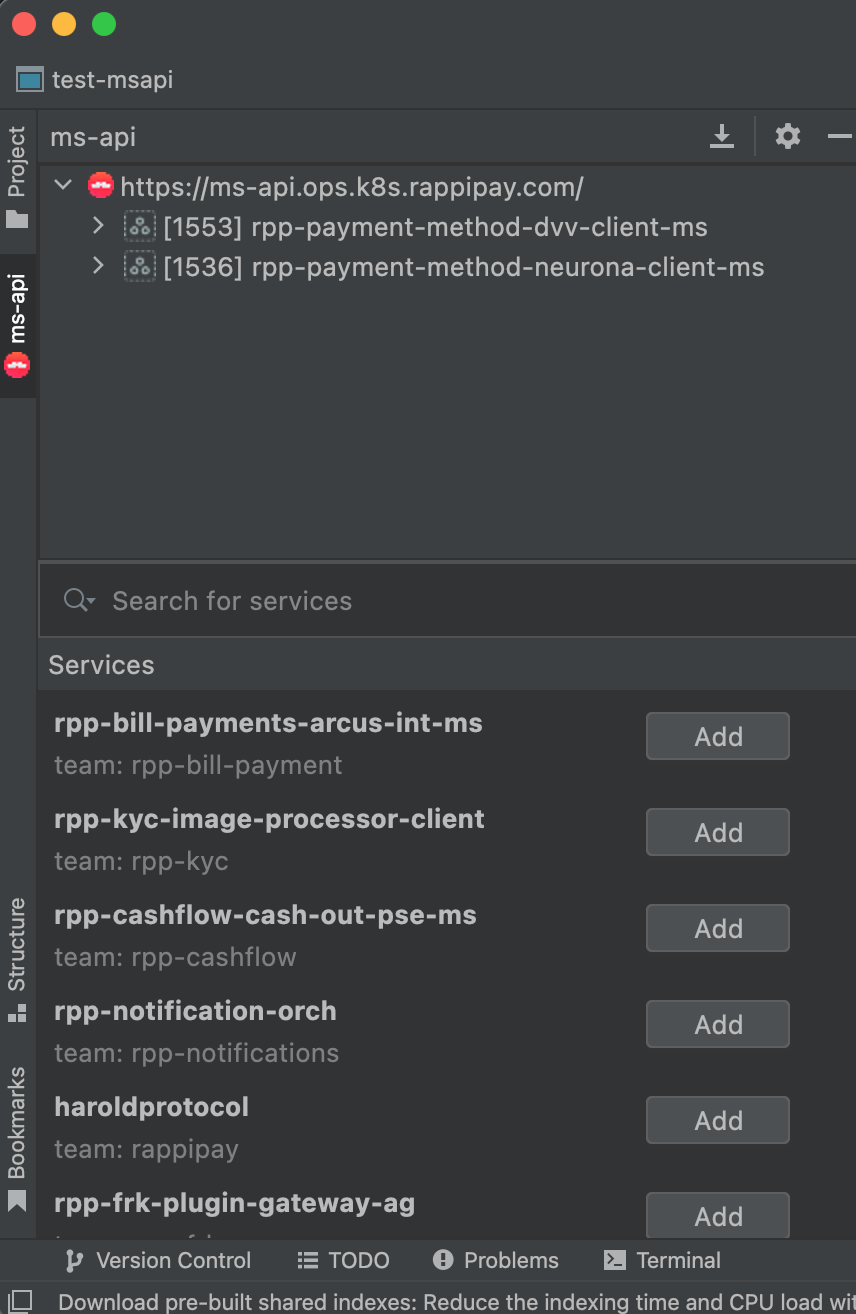 test-msapi
Project
ms-api
https://ms-api.ops.k8s.rappipay.com/
[1553] rpp-payment-method-dvv-client-ms
[1536] rpp-payment-method-neurona-client-ms
ms-api
Search for services
Services
rpp-bill-payments-arcus-int-ms
Add
team: rpp-bill-payment
rpp-kyc-image-processor-client
Add
team: rpp-kyc
rpp-cashflow-cash-out-pse-ms
Add
team: rpp-cashflow
Structure
rpp-notification-orch
Add
team: rpp-notifications
haroldprotocol
Add
team: rappipay
Bookmarks
rpp-frk-plugin-gateway-ag
Add
Version Control
TODO
Problems
Terminal
Download pre-built shared indexes: Reduce the indexing time and CPU load wit